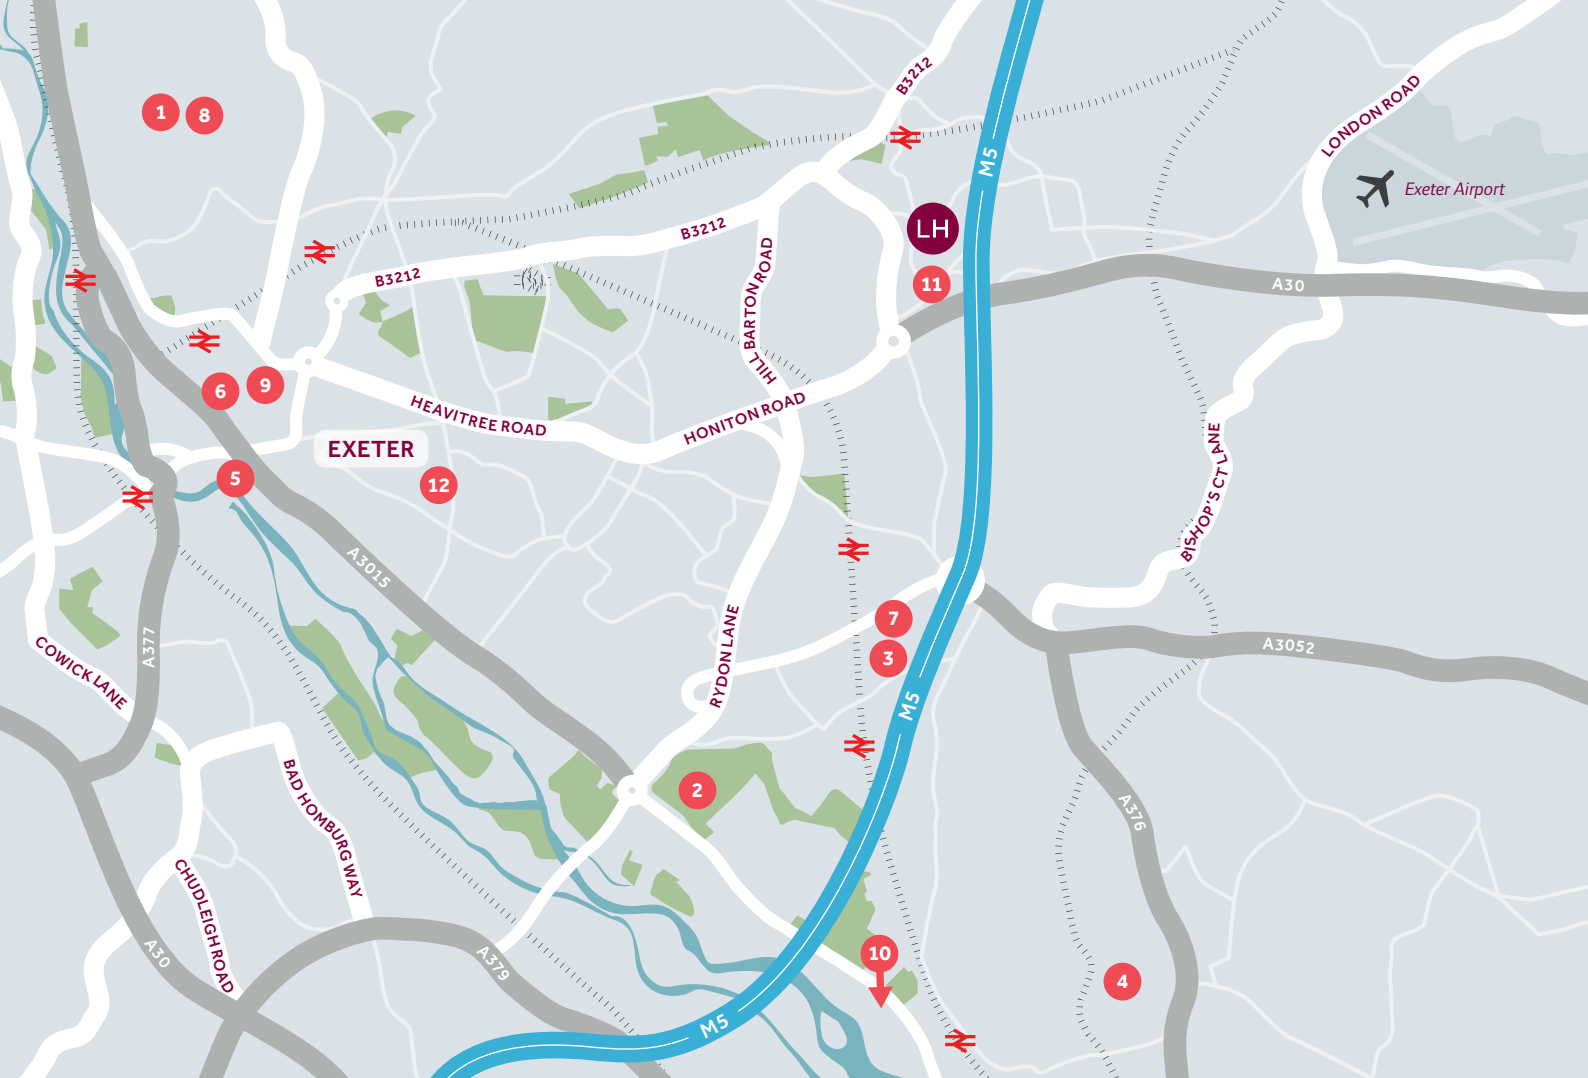 B3212
LONDON ROAD
1
8
M5
Exeter Airport
LH
B3212
B3212
HILL BARTON ROAD
11
A30
6
9
HEAVITREE ROAD
HONITON ROAD
EXETER
5
12
BISHOP'S CT LANE
A3015
7
3
A377
COWICK LANE
RYDON LANE
A3052
M5
BAD HOMBURG WAY
2
A376
CHUDLEIGH ROAD
A30
A379
10
4
M5